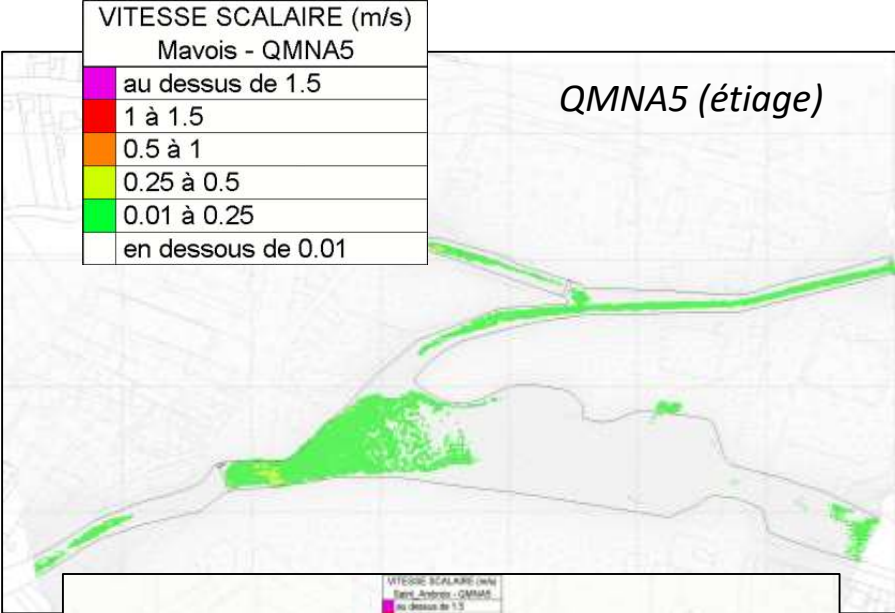 VITESSE SCALAIRE (m/s)
Mavois - QMNA5
au dessus de 1.5
1 à 1.5
0.5 à 1
0.25 à 0.5
0.01 à 0.25
en dessous de 0.01
QMNA5 (étiage)
VITESSE SCALAIRE (m/s)
- QMNA5
au dessus de 1.5